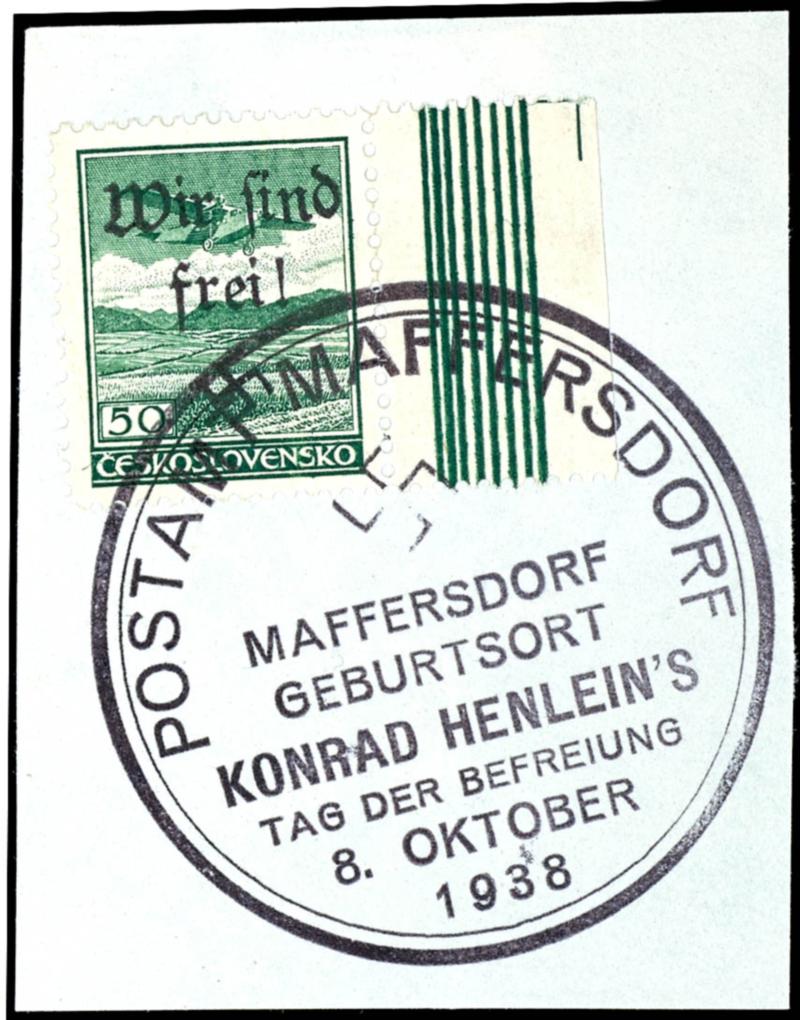 Wir sind
frei!
50
ČESKOSLOVENSKO
POSTAMT MAFFERSDORF
MAFFERSDORF
GEBURTSORT
KONRAD HENLEIN'S
TAG DER BEFREIUNG
8. OKTOBER
1938